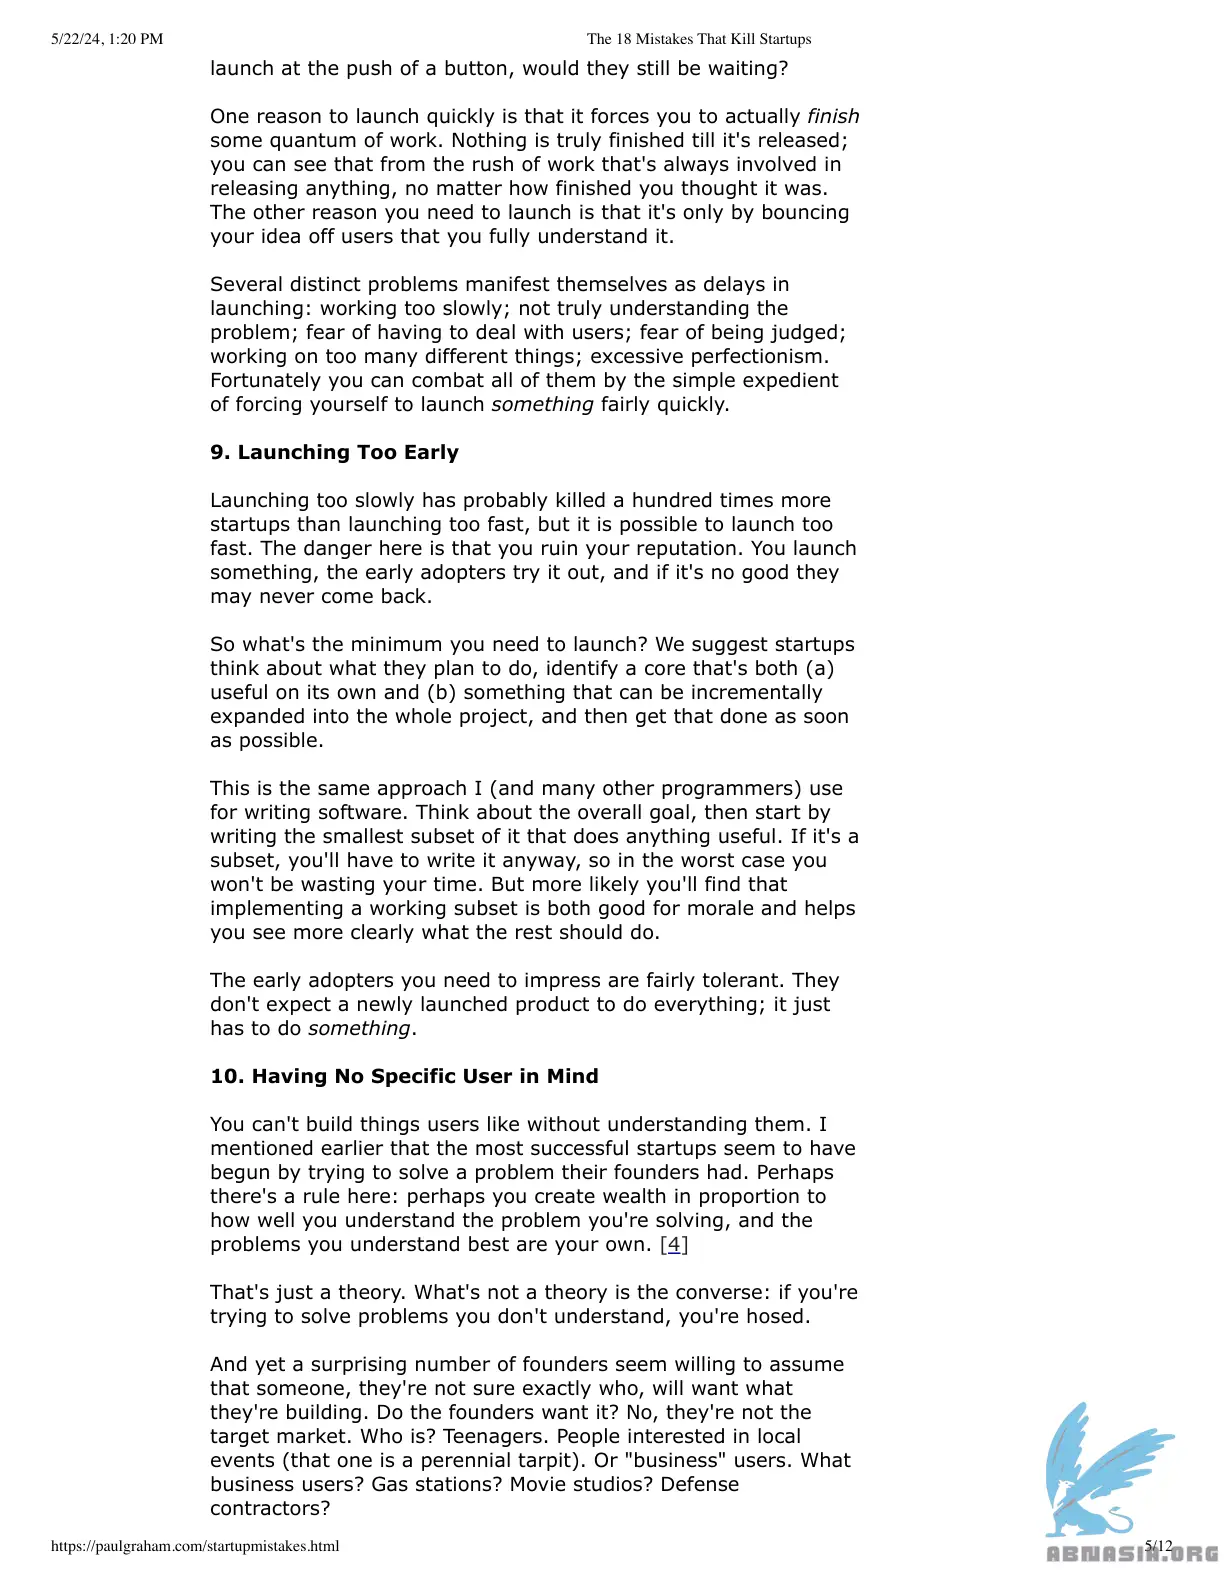 5/22/24, 1:20 PM
The 18 Mistakes That Kill Startups
launch at the push of a button, would they still be waiting?
One reason to launch quickly is that it forces you to actually finish
some quantum of work. Nothing is truly finished till it's released;
you can see that from the rush of work that's always involved in
releasing anything, no matter how finished you thought it was.
The other reason you need to launch is that it's only by bouncing
your idea off users that you fully understand it.
Several distinct problems manifest themselves as delays in
launching: working too slowly; not truly understanding the
problem; fear of having to deal with users; fear of being judged;
working on too many different things; excessive perfectionism.
Fortunately you can combat all of them by the simple expedient
of forcing yourself to launch something fairly quickly.
9. Launching Too Early
Launching too slowly has probably killed a hundred times more
startups than launching too fast, but it is possible to launch too
fast. The danger here is that you ruin your reputation. You launch
something, the early adopters try it out, and if it's no good they
may never come back.
So what's the minimum you need to launch? We suggest startups
think about what they plan to do, identify a core that's both (a)
useful on its own and (b) something that can be incrementally
expanded into the whole project, and then get that done as soon
as possible.
This is the same approach I (and many other programmers) use
for writing software. Think about the overall goal, then start by
writing the smallest subset of it that does anything useful. If it's a
subset, you'll have to write it anyway, so in the worst case you
won't be wasting your time. But more likely you'll find that
implementing a working subset is both good for morale and helps
you see more clearly what the rest should do.
The early adopters you need to impress are fairly tolerant. They
don't expect a newly launched product to do everything; it just
has to do something.
10. Having No Specific User in Mind
You can't build things users like without understanding them. I
mentioned earlier that the most successful startups seem to have
begun by trying to solve a problem their founders had. Perhaps
there's a rule here: perhaps you create wealth in proportion to
how well you understand the problem you're solving, and the
problems you understand best are your own. [4]
That's just a theory. What's not a theory is the converse: if you're
trying to solve problems you don't understand, you're hosed.
And yet a surprising number of founders seem willing to assume
that someone, they're not sure exactly who, will want what
they're building. Do the founders want it? No, they're not the
target market. Who is? Teenagers. People interested in local
events (that one is a perennial tarpit). Or "business" users. What
business users? Gas stations? Movie studios? Defense
contractors?
https://paulgraham.com/startupmistakes.html
5/12
ABNASIA.ORG